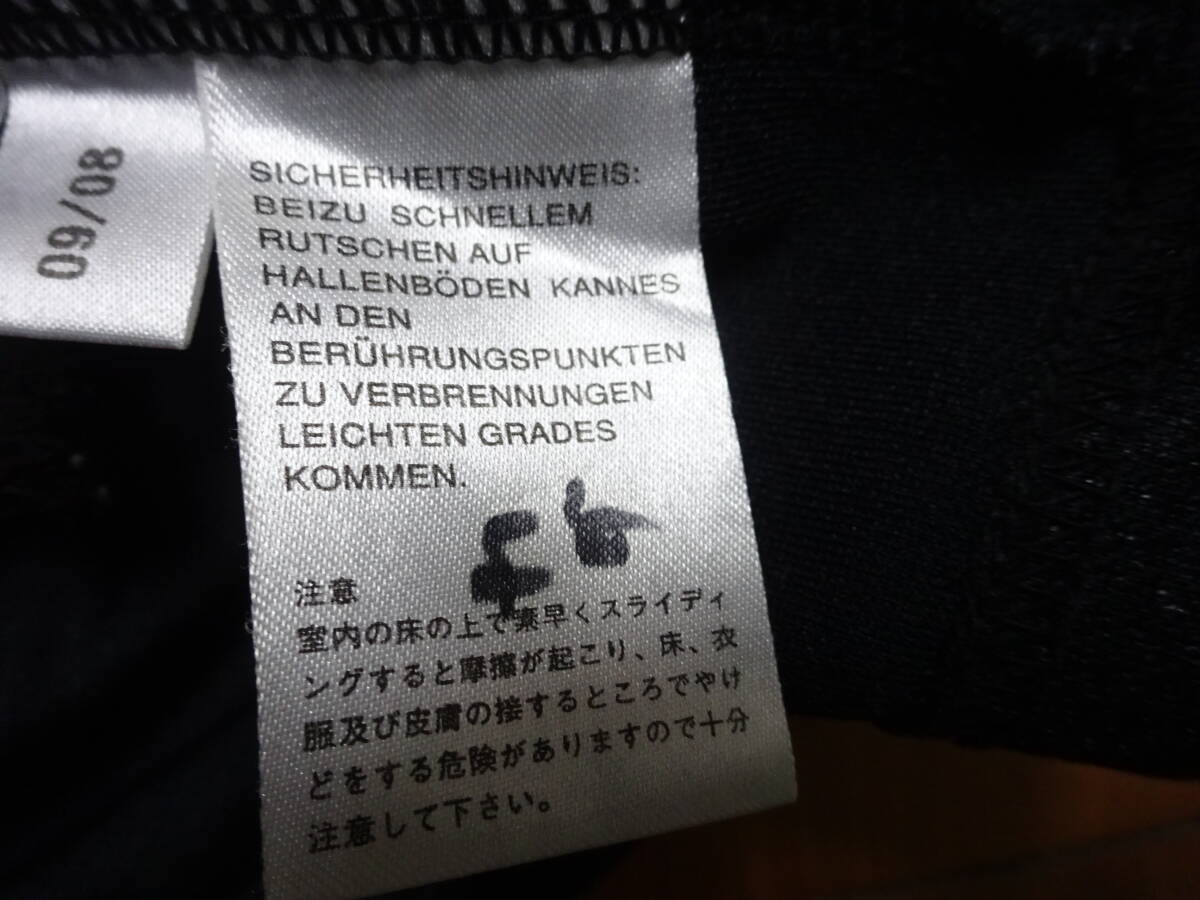 09/08
SICHERHEITSHINWEIS:
BEIZU SCHNELLEM
RUTSCHEN AUF
HALLENBÖDEN KANNES
AN DEN
BERÜHRUNGSPUNKTEN
ZU VERBRENNUNGEN
LEICHTEN GRADES
KOMMEN.
注意
室内の床の上で素早くスライディ
ングすると摩擦が起こり、床、衣
服及び皮膚の接するところでやけ
どをする危険がありますので十分
注意して下さい。